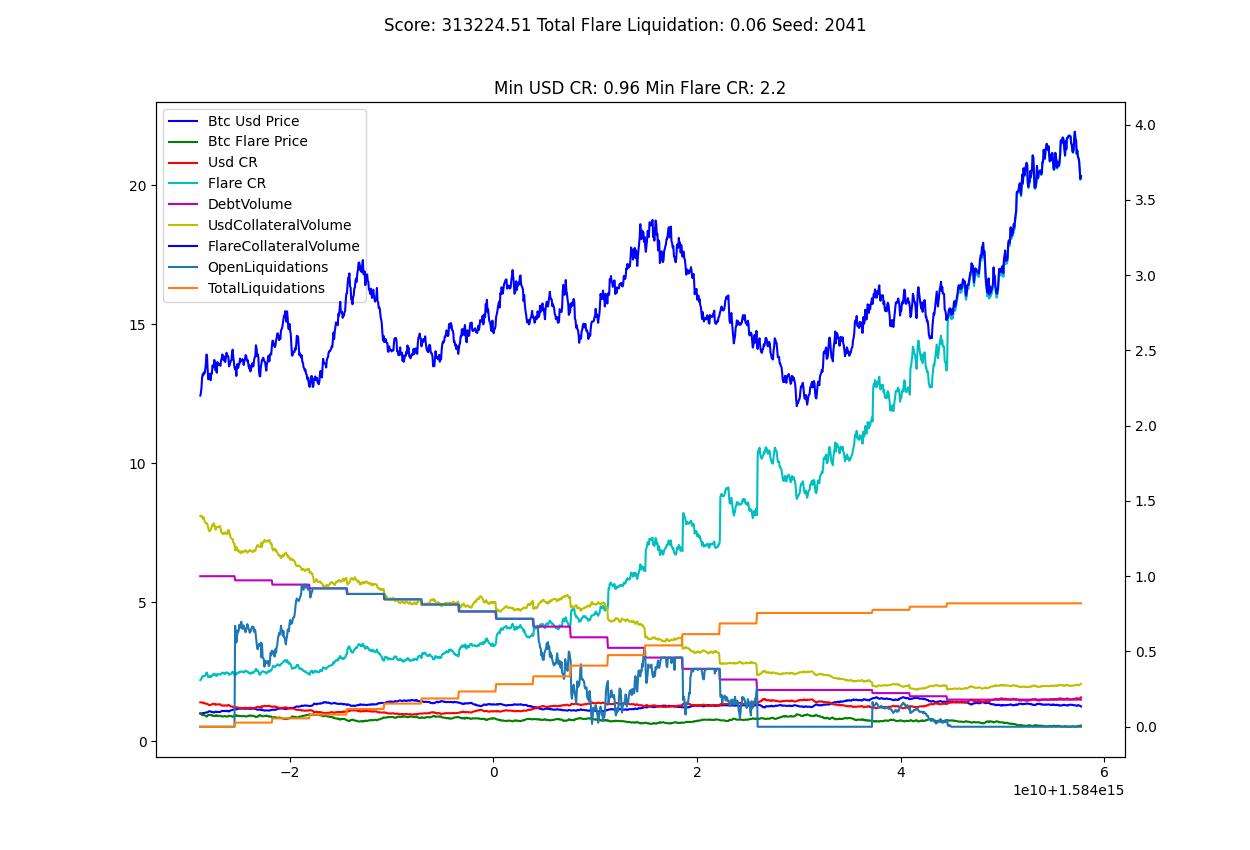 Score: 313224.51 Total Flare Liquidation: 0.06 Seed: 2041
Min USD CR: 0.96 Min Flare CR: 2.2
Btc Usd Price
Btc Flare Price
Usd CR
Flare CR
DebtVolume
UsdCollateralVolume
FlareCollateralVolume
OpenLiquidations
TotalLiquidations
20
15
10
5
0
4.0
3.5
3.0
2.5
2.0
1.5
1.0
0.5
0.0
−2 0 2 4 6
1e10+1.584e15